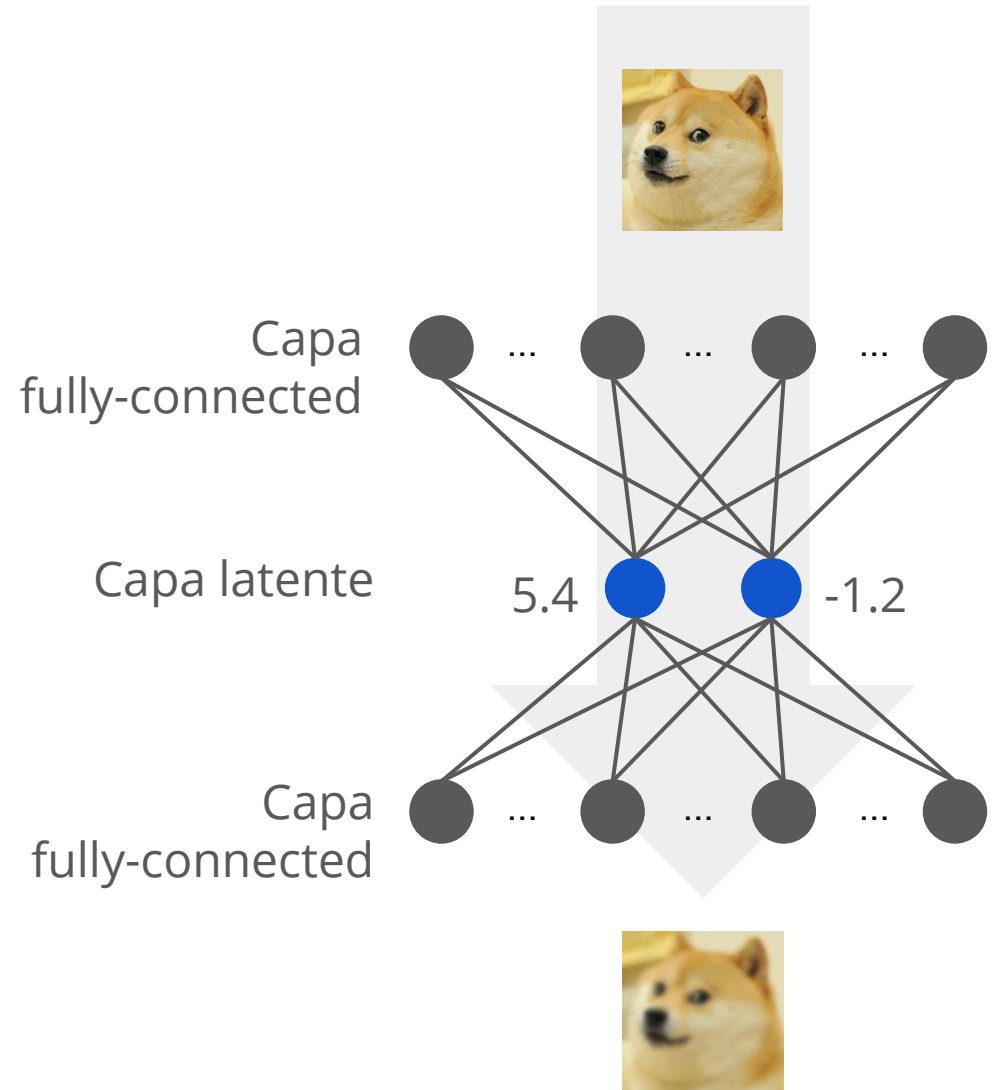 Capa
fully-connected
... ... ...
Capa latente
5.4
-1.2
Capa
fully-connected
... ... ...